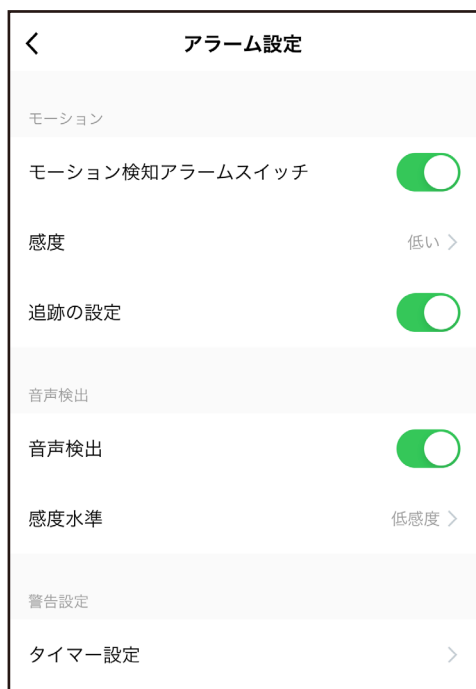 アラーム設定
モーション
モーション検知アラームスイッチ
感度 低い
追跡の設定
音声検出
音声検出
感度水準 低感度
警告設定
タイマー設定